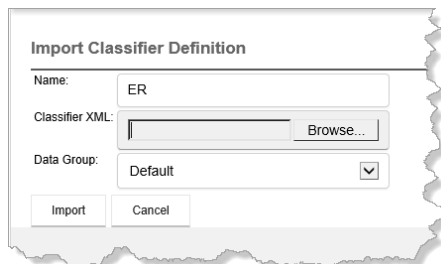 Import Classifier Definition
Name:
ER
Classifier XML:
Browse...
Data Group:
Default
Import Cancel